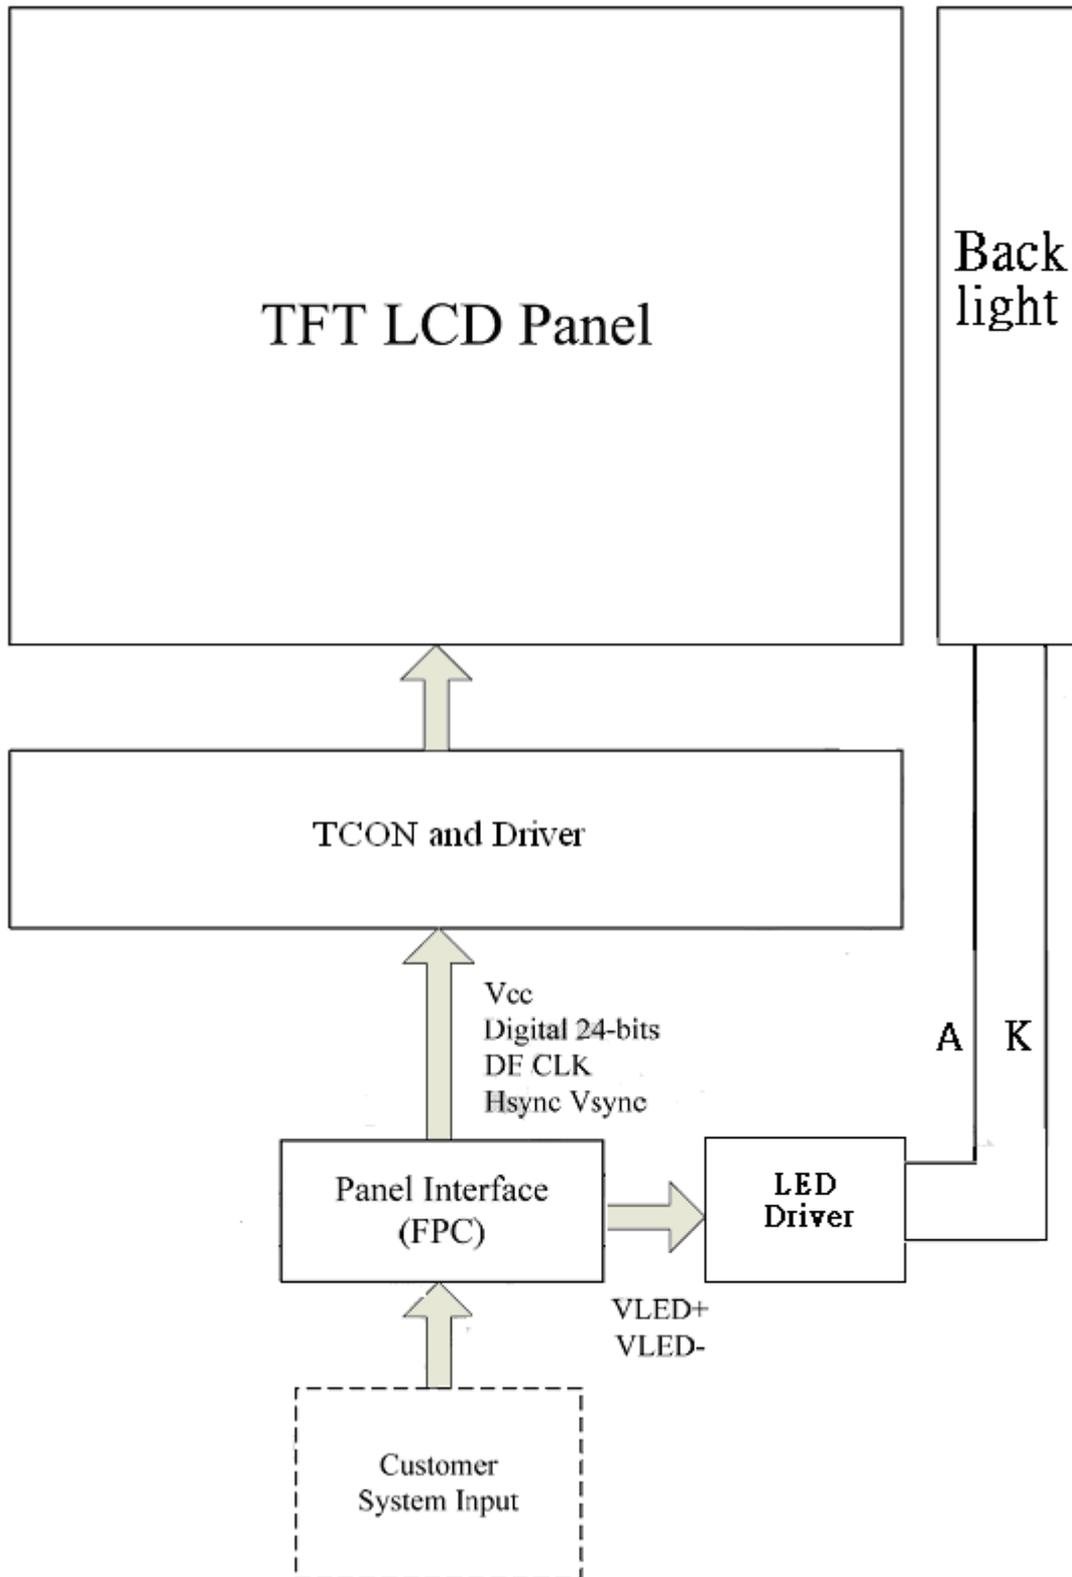 TFT LCD Panel
Back
light
TCON and Driver
Vcc
Digital 24-bits
DE CLK
Hsync Vsync
A
K
Panel Interface
(FPC)
LED
Driver
VLED+
VLED-
Customer
System Input